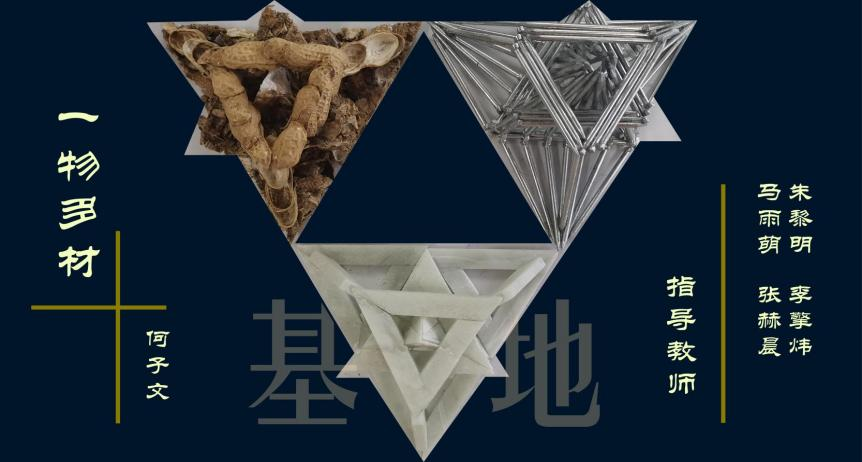 一物多材
何子文
基地
指导教师
朱黎明 李擎炜
马雨萌 张赫晨